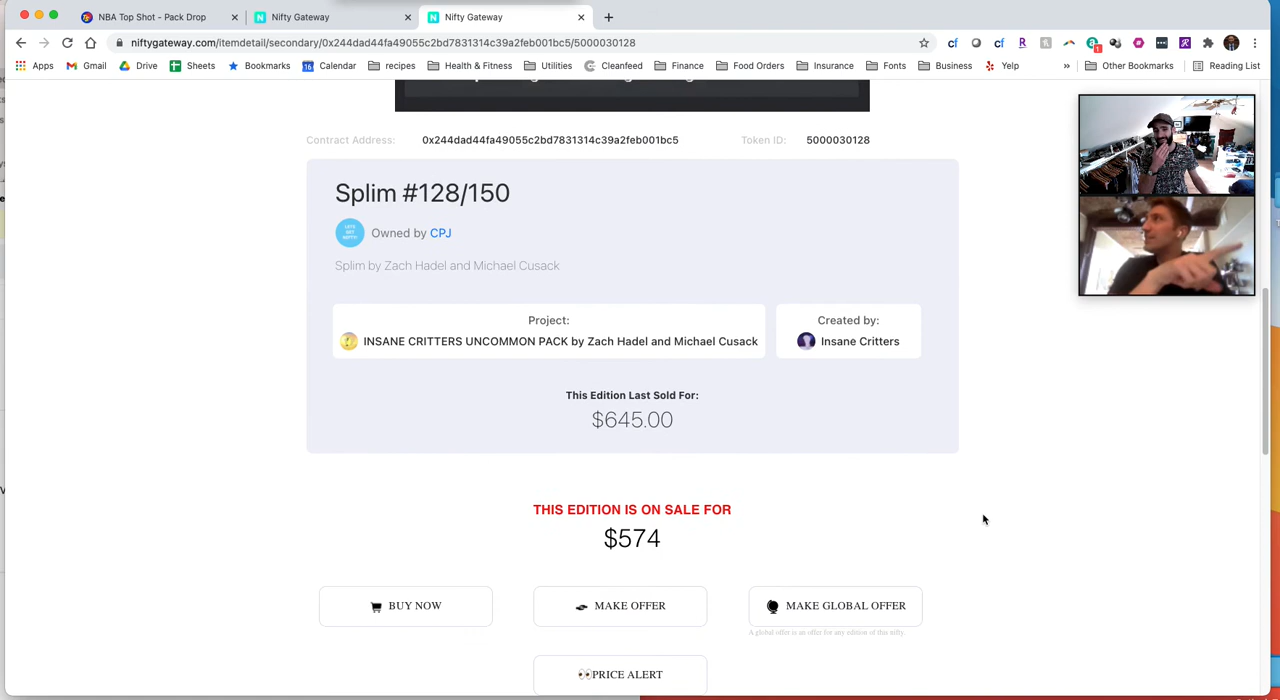 NBA Top Shot - Pack Drop
Nifty Gateway
Nifty Gateway
niftygateway.com/itemdetail/secondary/0x244dad44fa49055c2bd7831314c39a2feb001bc5/5000030128
Apps Gmail Drive Sheets Bookmarks Calendar recipes Health & Fitness Utilities Cleanfeed Finance Food Orders Insurance Fonts Business Yelp » Other Bookmarks Reading List
Contract Address: 0x244dad44fa49055c2bd7831314c39a2feb001bc5 Token ID: 5000030128
Splim #128/150
LETS GET NIFTY!
Owned by CPJ
Splim by Zach Hadel and Michael Cusack
Project:
INSANE CRITTERS UNCOMMON PACK by Zach Hadel and Michael Cusack
Created by:
Insane Critters
This Edition Last Sold For:
$645.00
THIS EDITION IS ON SALE FOR
$574
BUY NOW
MAKE OFFER
MAKE GLOBAL OFFER
A global offer is an offer for any edition of this nifty.
PRICE ALERT